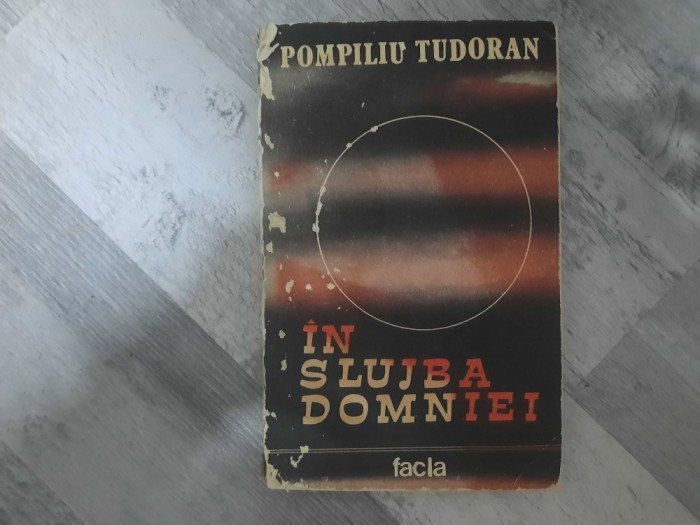 POMPILIU TUDORAN
ÎN
SLUJBA
DOMNIEI
facla